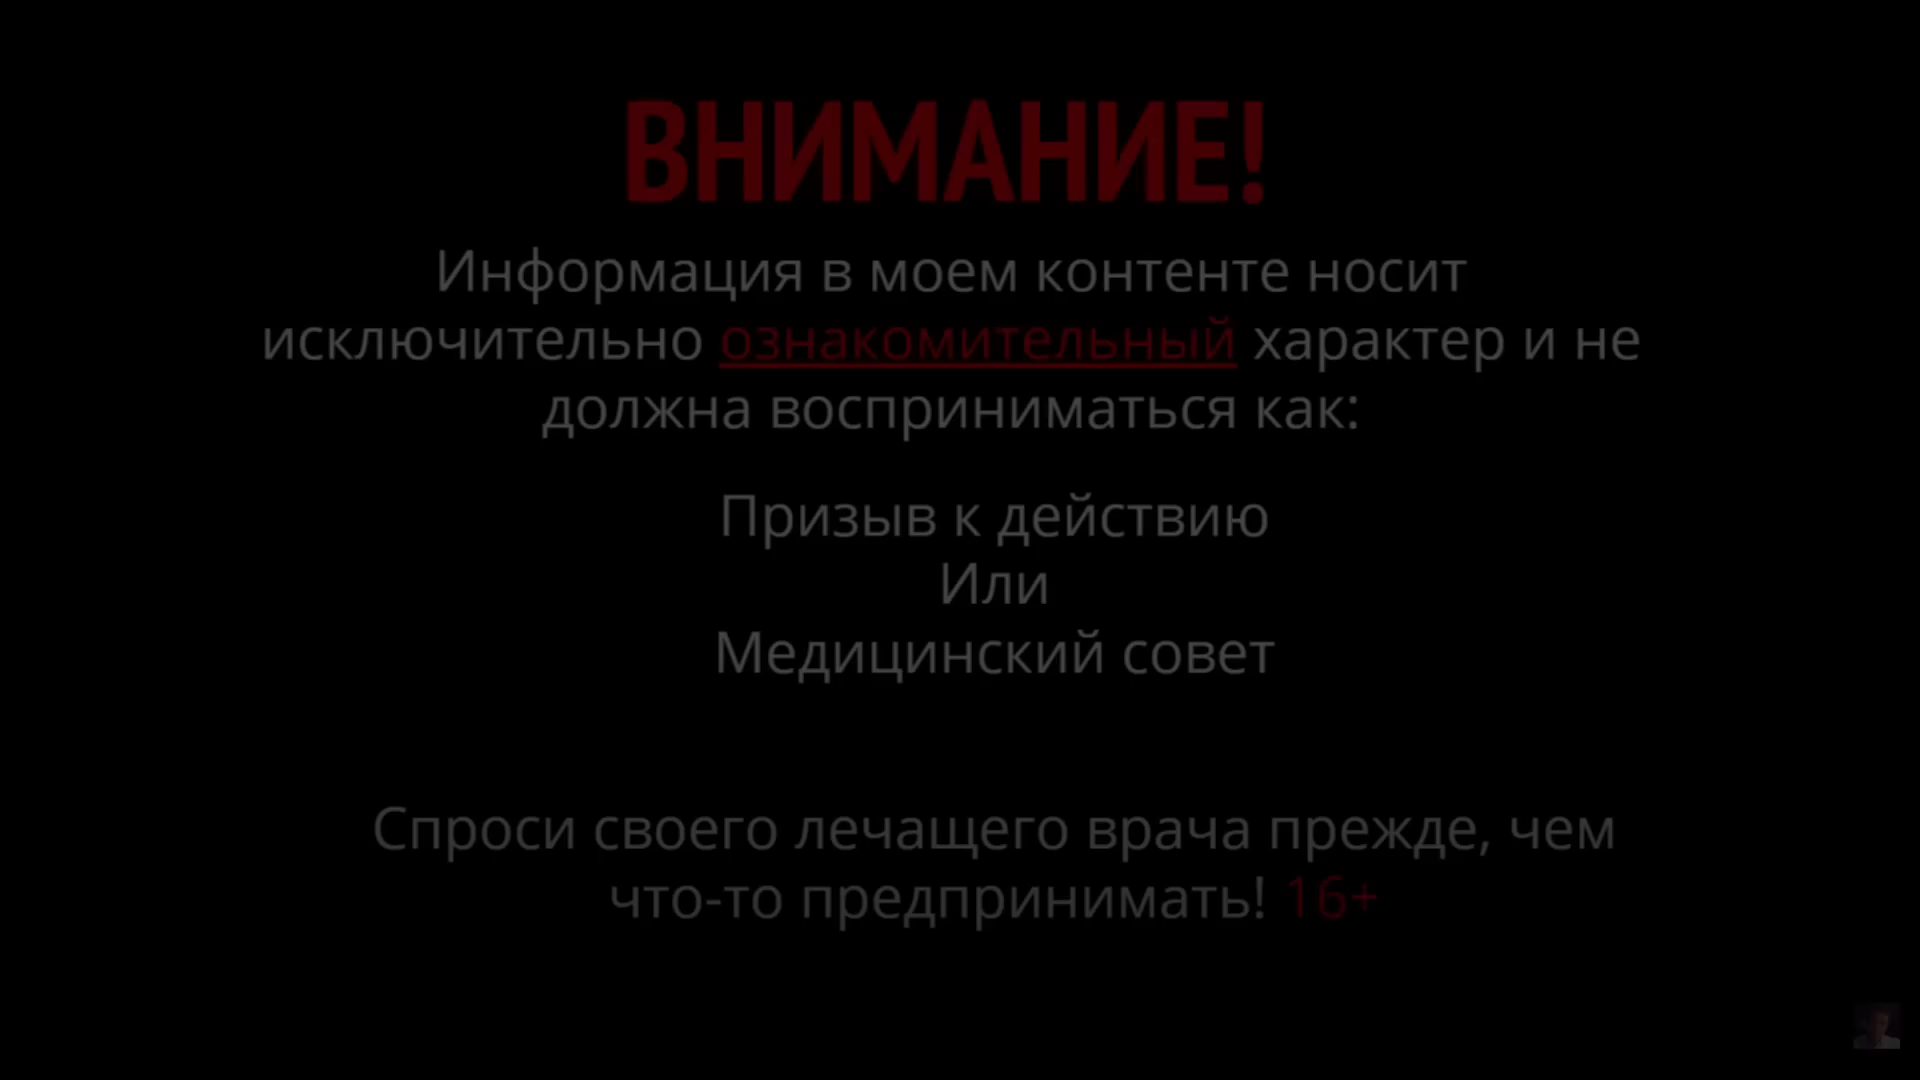 ВНИМАНИЕ!
Информация в моем контенте носит
исключительно ознакомительный характер и не
должна восприниматься как:
Призыв к действию
Или
Медицинский совет
Спроси своего лечащего врача прежде, чем
что-то предпринимать! 16+